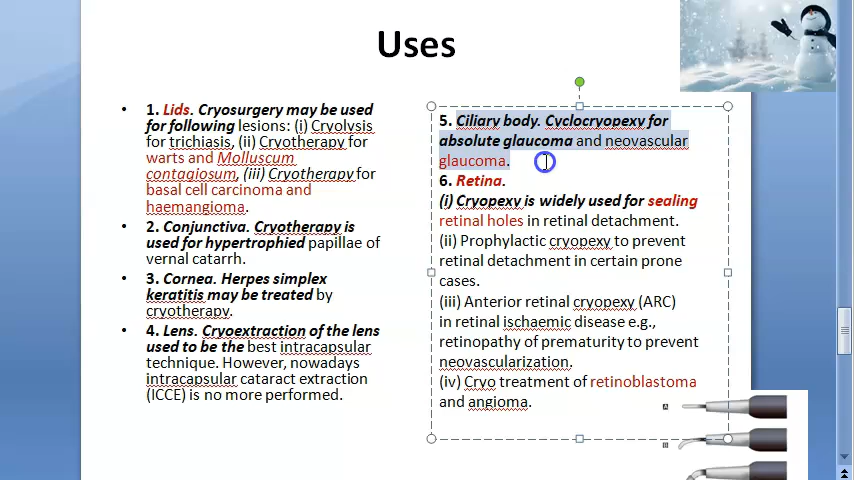 Uses
• 1. Lids. Cryosurgery may be used
for following lesions: (i) Cryolysis
for trichiasis, (ii) Cryotherapy for
warts and Molluscum
contagiosum, (iii) Cryotherapy for
basal cell carcinoma and
haemangioma.
• 2. Conjunctiva. Cryotherapy is
used for hypertrophied papillae of
vernal catarrh.
• 3. Cornea. Herpes simplex
keratitis may be treated by
cryotherapy.
• 4. Lens. Cryoextraction of the lens
used to be the best intracapsular
technique. However, nowadays
intracapsular cataract extraction
(ICCE) is no more performed.
5. Ciliary body. Cyclocryopexy for
absolute glaucoma and neovascular
glaucoma.
6. Retina.
(i) Cryopexy is widely used for sealing
retinal holes in retinal detachment.
(ii) Prophylactic cryopexy to prevent
retinal detachment in certain prone
cases.
(iii) Anterior retinal cryopexy (ARC)
in retinal ischaemic disease e.g.,
retinopathy of prematurity to prevent
neovascularization.
(iv) Cryo treatment of retinoblastoma
and angioma.
A
B